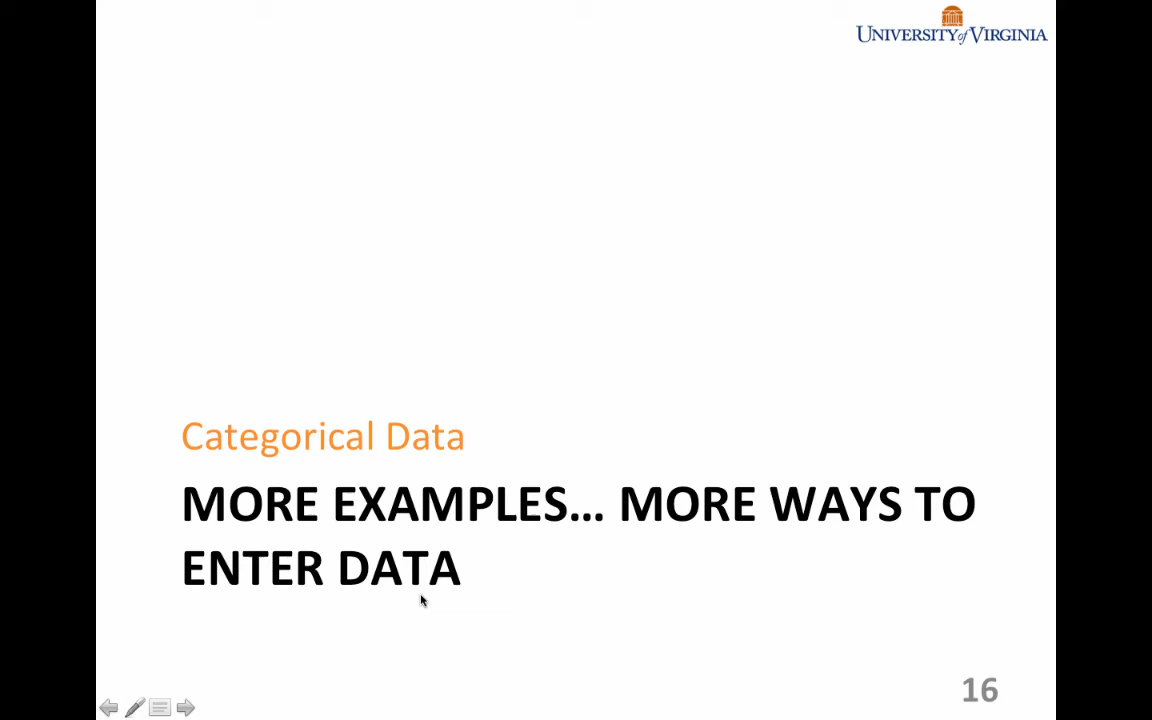 UNIVERSITY of VIRGINIA
Categorical Data
MORE EXAMPLES… MORE WAYS TO
ENTER DATA
16